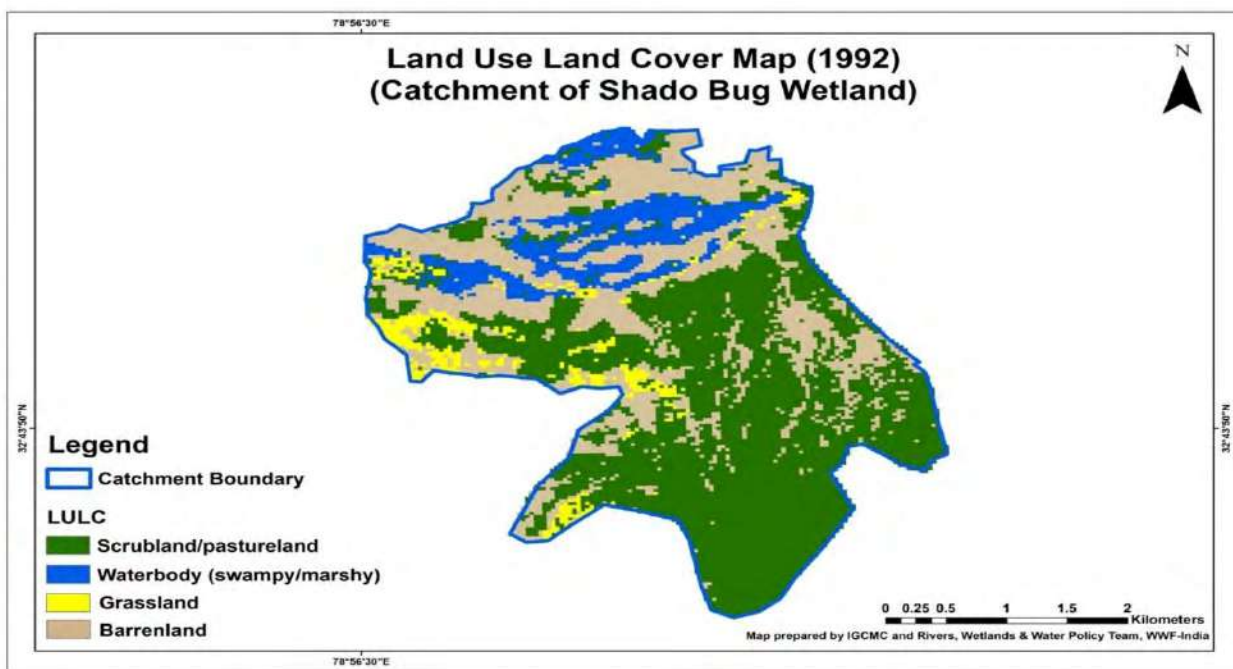 78°56'30"E
Land Use Land Cover Map (1992)
(Catchment of Shado Bug Wetland)
N
32°43'50"N
32°43'50"N
Legend
Catchment Boundary
LULC
Scrubland/pastureland
Waterbody (swampy/marshy)
Grassland
Barrenland
0 0.25 0.5 1 1.5 2
Kilometers
Map prepared by IGCMC and Rivers, Wetlands & Water Policy Team, WWF-India
78°56'30"E